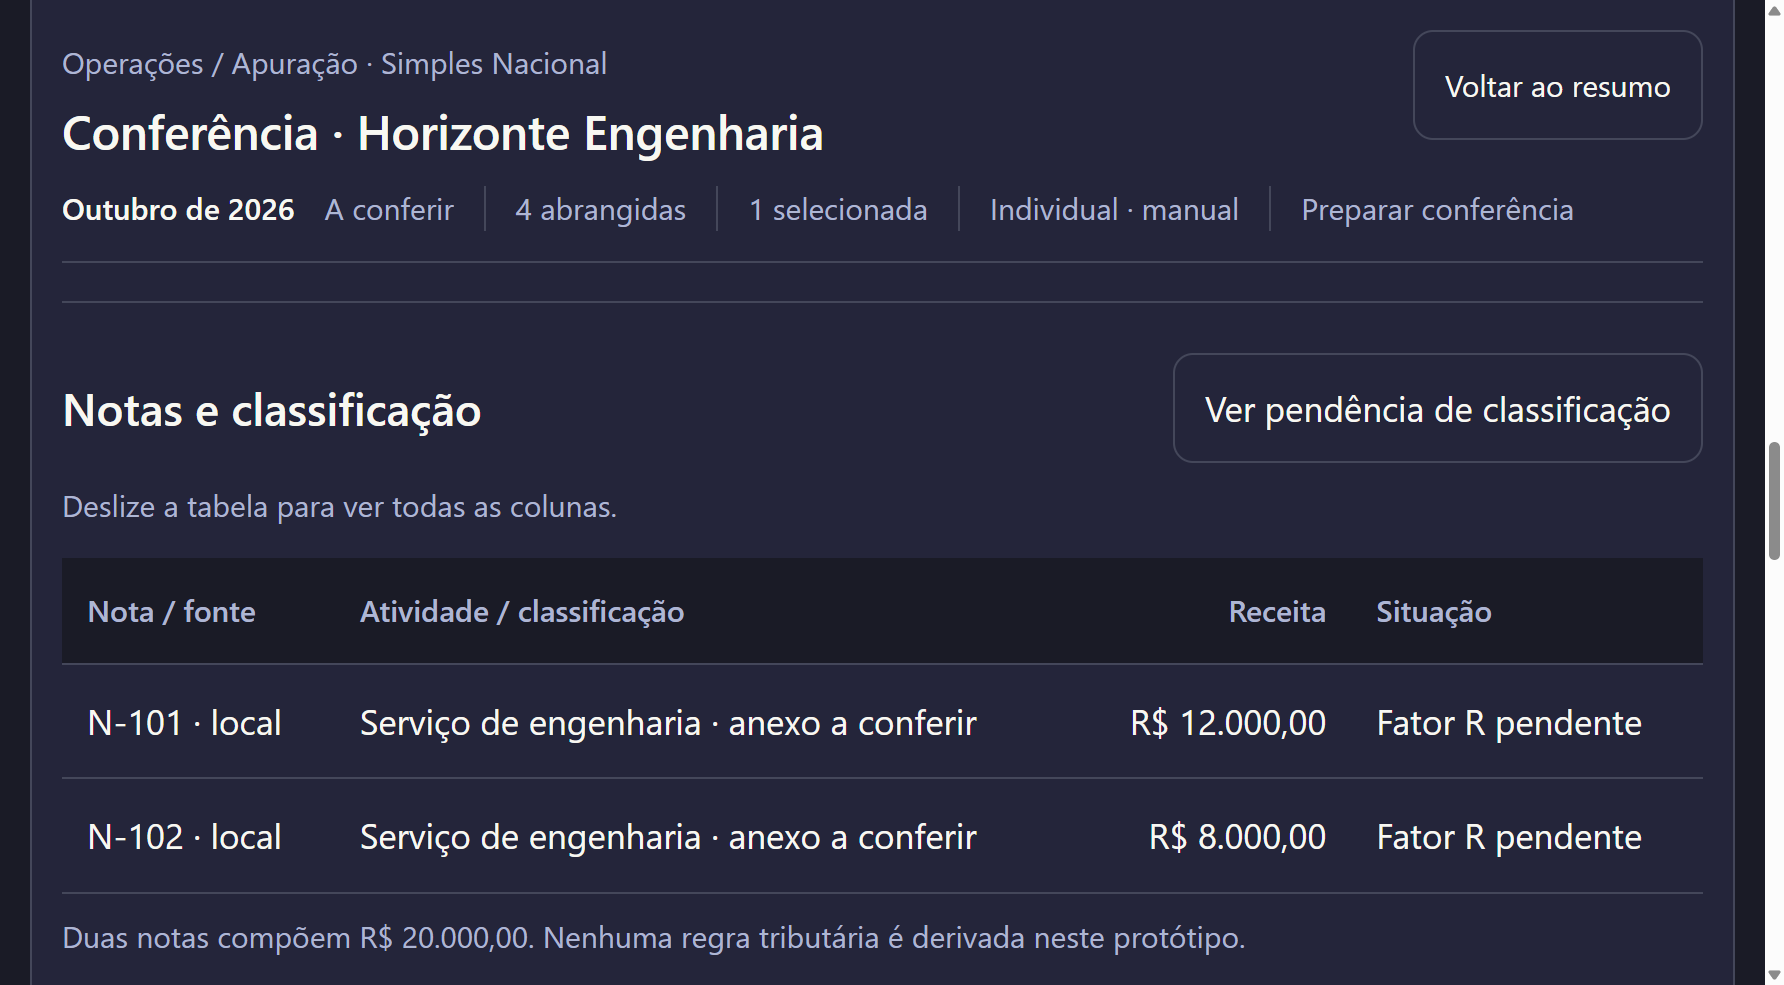 Operações / Apuração · Simples Nacional
Voltar ao resumo
Conferência · Horizonte Engenharia
Outubro de 2026 A conferir 4 abrangidas 1 selecionada Individual · manual Preparar conferência
Notas e classificação
Ver pendência de classificação
Deslize a tabela para ver todas as colunas.
Nota / fonte Atividade / classificação Receita Situação
N-101 · local Serviço de engenharia · anexo a conferir R$ 12.000,00 Fator R pendente
N-102 · local Serviço de engenharia · anexo a conferir R$ 8.000,00 Fator R pendente
Duas notas compõem R$ 20.000,00. Nenhuma regra tributária é derivada neste protótipo.